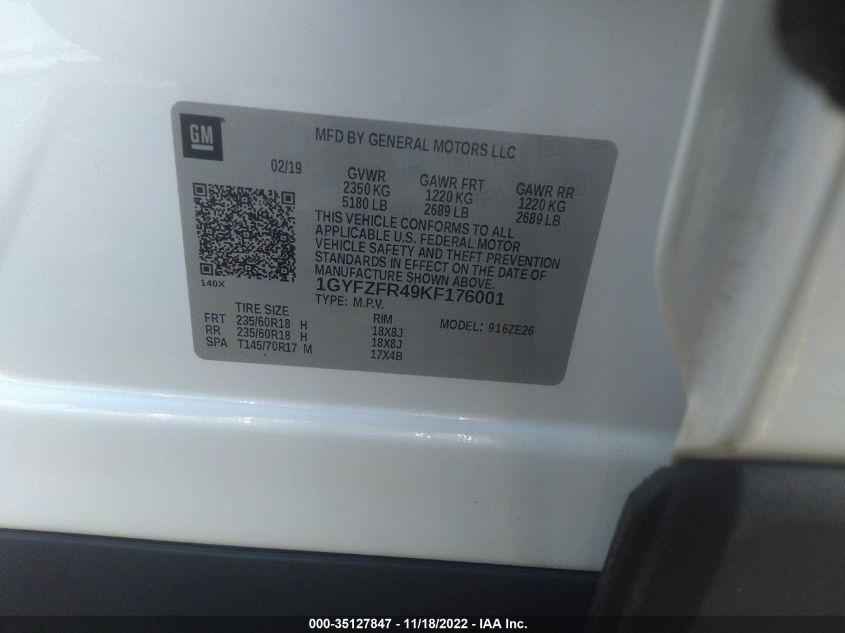 GM
MFD BY GENERAL MOTORS LLC
02/19
GVWR
2350 KG
5180 LB
GAWR FRT
1220 KG
2689 LB
GAWR RR
1220 KG
2689 LB
THIS VEHICLE CONFORMS TO ALL
APPLICABLE U.S. FEDERAL MOTOR
VEHICLE SAFETY AND THEFT PREVENTION
STANDARDS IN EFFECT ON THE DATE OF
MANUFACTURE SHOWN ABOVE.
140X
1GYFZFR49KF176001
TYPE: M.P.V.
MODEL: 916ZE26
TIRE SIZE RIM
FRT 235/60R18 H 18X8J
RR 235/60R18 H 18X8J
SPA T145/70R17 M 17X4B
000-35127847 - 11/18/2022 - IAA Inc.